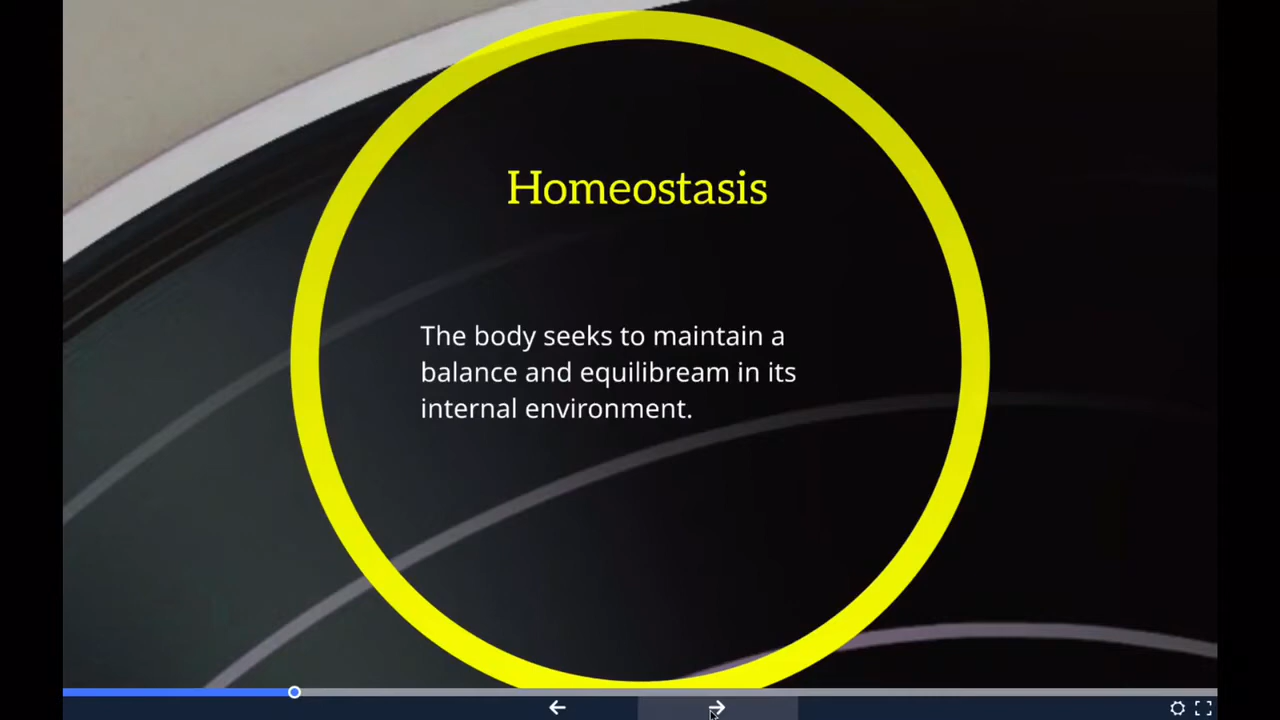 Homeostasis
The body seeks to maintain a
balance and equilibream in its
internal environment.